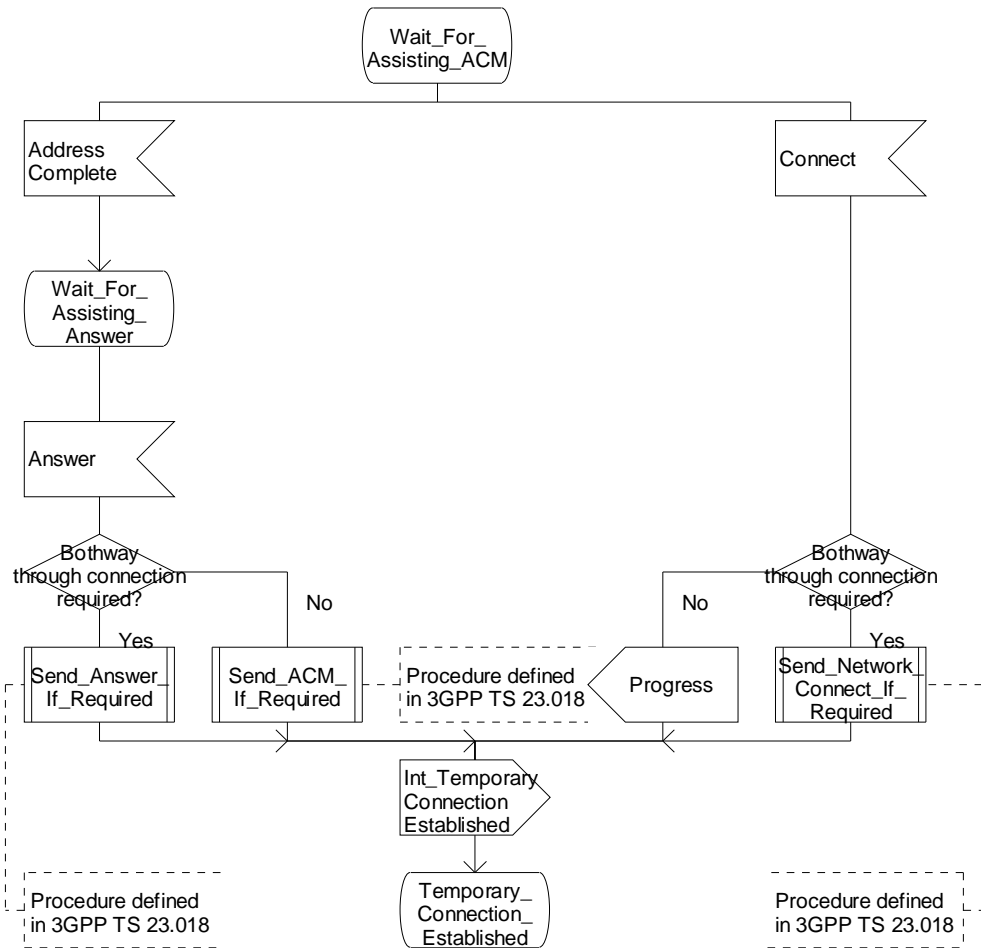 Wait_For_
Assisting_ACM
Address
Complete
Connect
Wait_For_
Assisting_
Answer
Answer
Bothway
through connection
required?
Bothway
through connection
required?
No
No
Yes
Yes
Send_Answer_
If_Required
Send_ACM_
If_Required
Procedure defined
in 3GPP TS 23.018
Progress
Send_Network_
Connect_If_
Required
Int_Temporary
Connection
Established
Procedure defined
in 3GPP TS 23.018
Temporary_
Connection_
Established
Procedure defined
in 3GPP TS 23.018